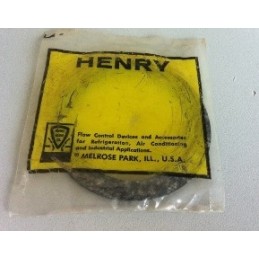 HENRY
Flow Control Devices and Accessories
for Refrigeration, Air Conditioning
and Industrial Applications.
MELROSE PARK, ILL., U.S.A.